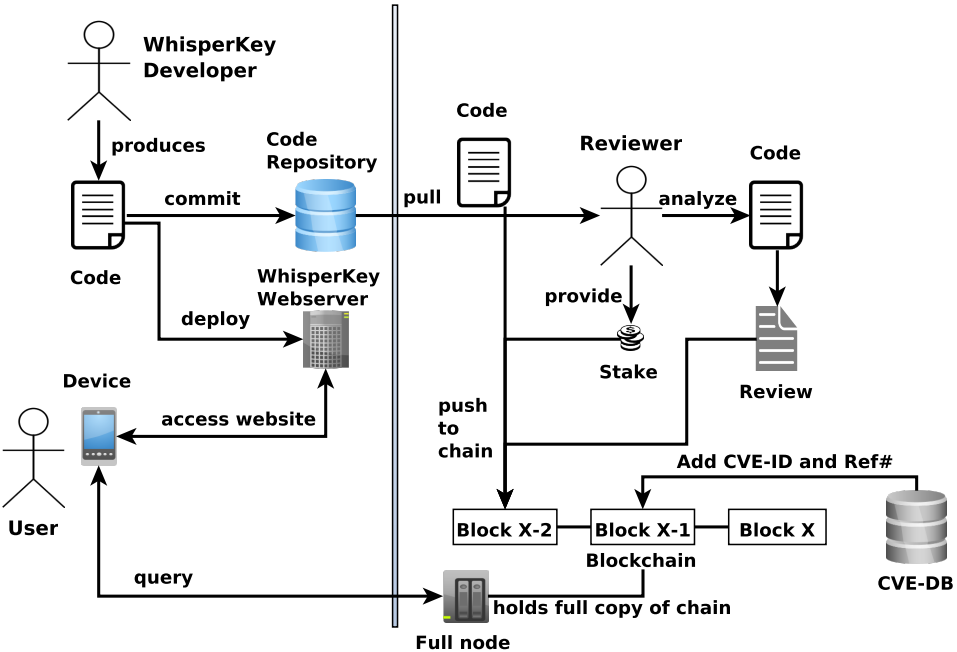 WhisperKey
Developer
produces
Code
commit
Code
Repository
deploy
WhisperKey
Webserver
Device
access website
User
query
pull
Code
Reviewer
analyze
Code
provide
S
Stake
Review
push
to
chain
Add CVE-ID and Ref#
Block X-2
Block X-1
Block X
Blockchain
CVE-DB
holds full copy of chain
Full node